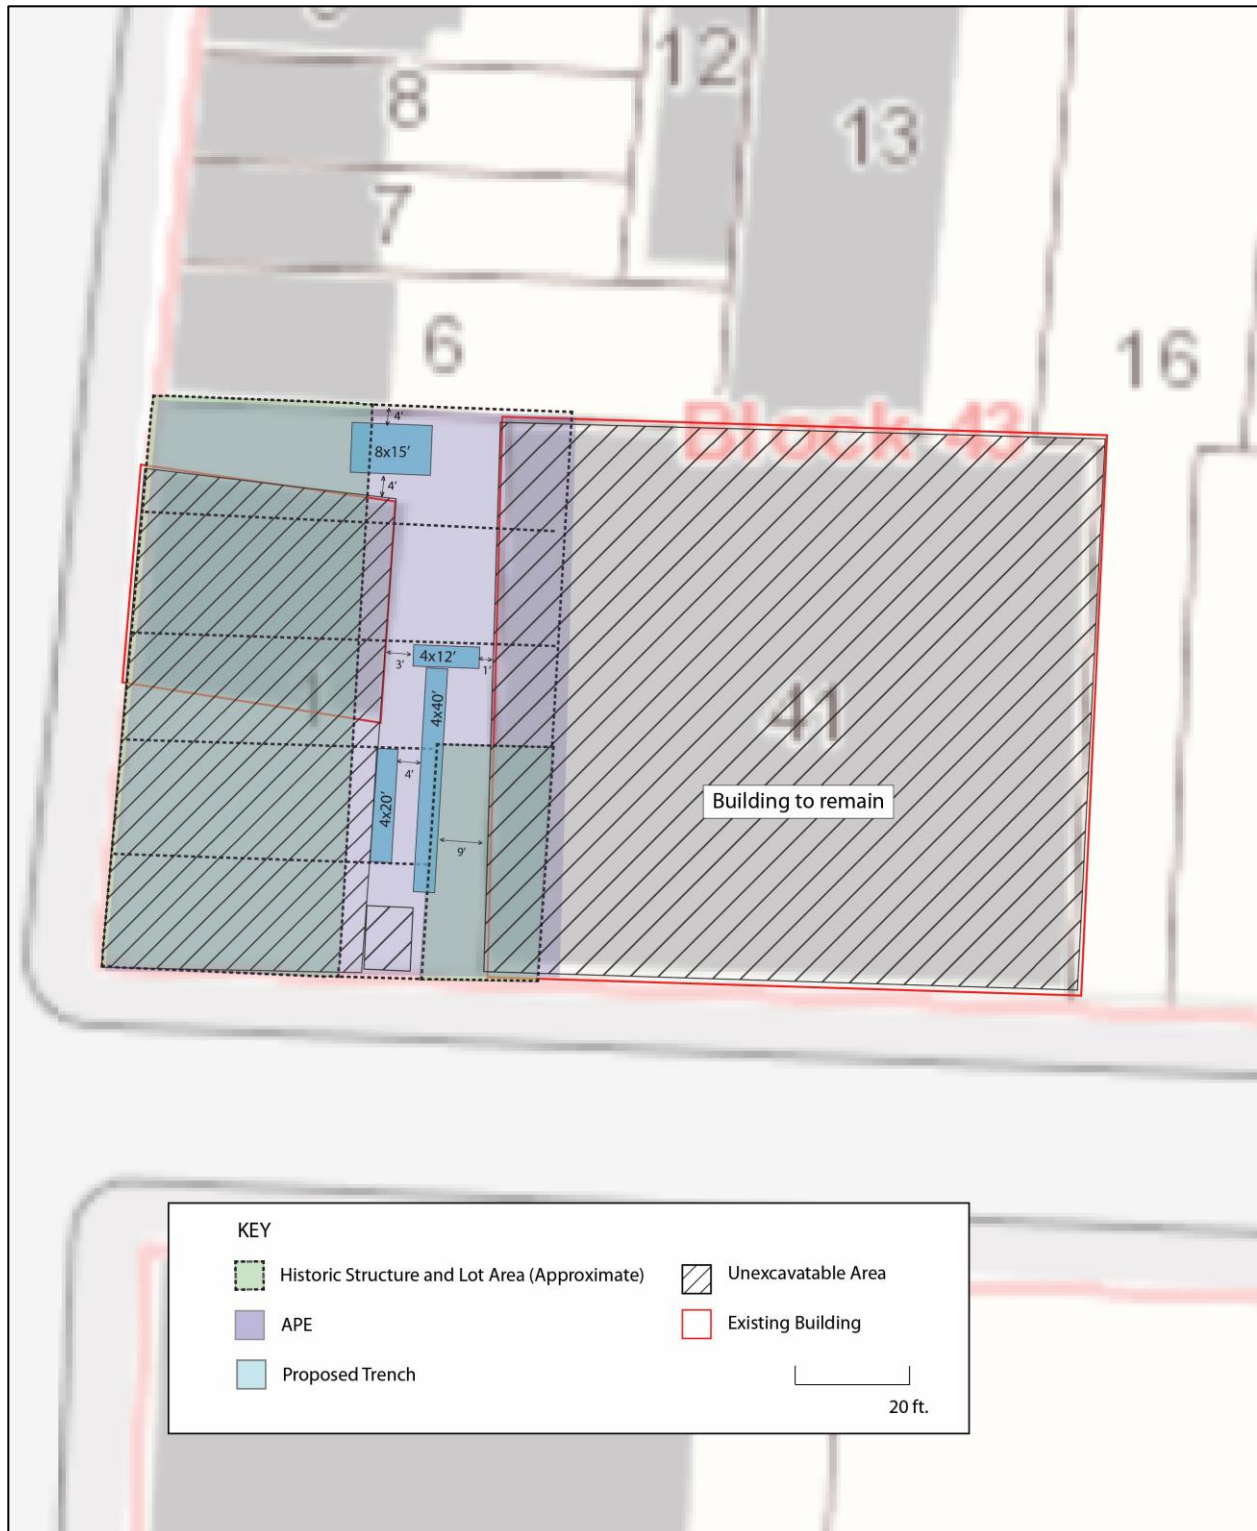 12
8
13
7
6
16
Block 43
4'
8x15'
4'
4x12'
3'
1'
4x40'
1
41
4'
4x20'
Building to remain
9'
KEY
Historic Structure and Lot Area (Approximate)
Unexcavatable Area
APE
Existing Building
Proposed Trench
20 ft.